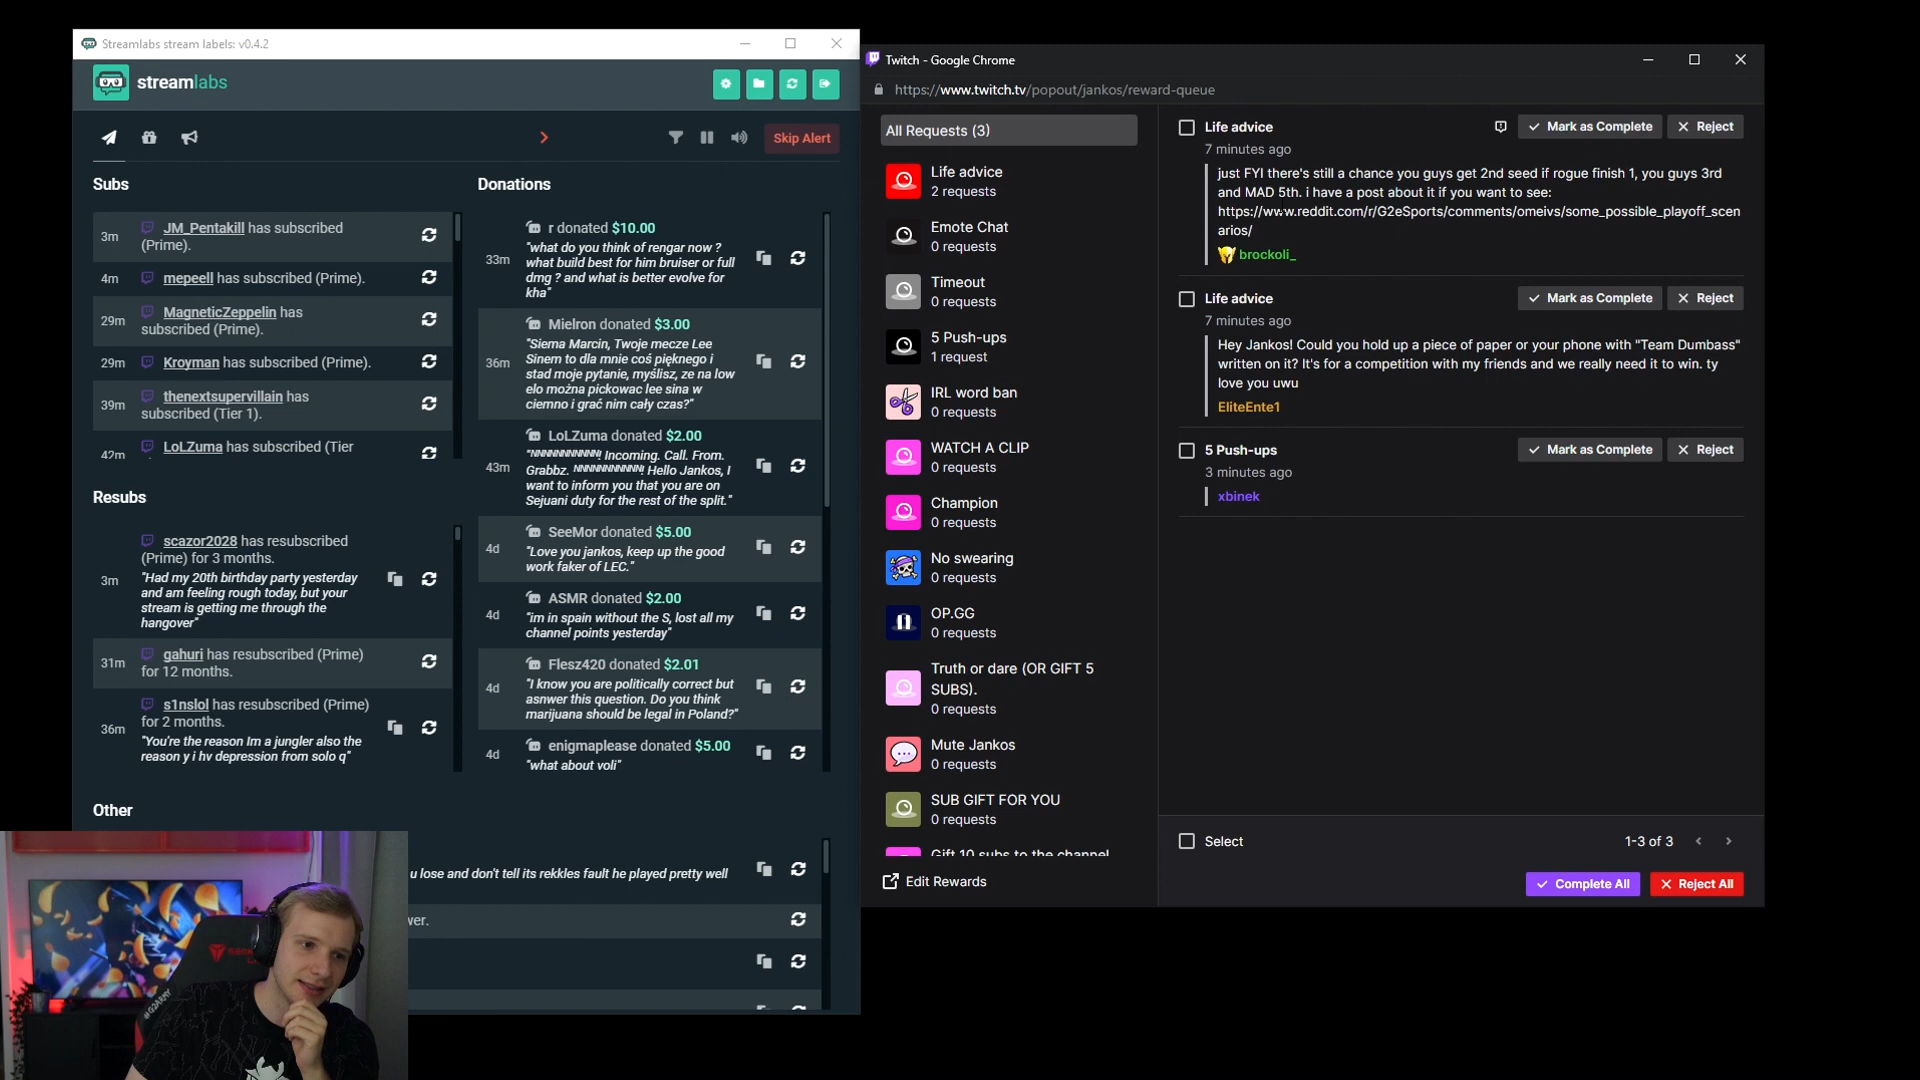 Streamlabs stream labels: v0.4.2
streamlabs
Skip Alert
Subs
3m
JM_Pentakill has subscribed
(Prime).
4m
mepeell has subscribed (Prime).
29m
MagneticZeppelin has
subscribed (Prime).
29m
Kroyman has subscribed (Prime).
39m
thenextsupervillain has
subscribed (Tier 1).
42m
LoLZuma has subscribed (Tier
Resubs
3m
scazor2028 has resubscribed
(Prime) for 3 months.
"Had my 20th birthday party yesterday
and am feeling rough today, but your
stream is getting me through the
hangover"
31m
gahuri has resubscribed (Prime)
for 12 months.
36m
s1nslol has resubscribed (Prime)
for 2 months.
"You're the reason Im a jungler also the
reason y i hv depression from solo q"
Donations
33m
r donated $10.00
"what do you think of rengar now ?
what build best for him bruiser or full
dmg ? and what is better evolve for
kha"
36m
Mielron donated $3.00
"Siema Marcin, Twoje mecze Lee
Sinem to dla mnie coś pięknego i
stad moje pytanie, myślisz, ze na low
elo można pickowac lee sina w
ciemno i grać nim cały czas?"
43m
LoLZuma donated $2.00
Incoming. Call. From.
Grabbz. Hello Jankos, I
want to inform you that you are on
Sejuani duty for the rest of the split."
4d
SeeMor donated $5.00
"Love you jankos, keep up the good
work faker of LEC."
4d
ASMR donated $2.00
"im in spain without the S, lost all my
channel points yesterday"
4d
Flesz420 donated $2.01
"I know you are politically correct but
asnwer this question. Do you think
marijuana should be legal in Poland?"
4d
enigmaplease donated $5.00
"what about voli"
Other
u lose and don't tell its rekkles fault he played pretty well
wer.
#G2ARMY
Twitch - Google Chrome
https://www.twitch.tv/popout/jankos/reward-queue
All Requests (3)
Life advice
2 requests
Emote Chat
0 requests
Timeout
0 requests
5 Push-ups
1 request
IRL word ban
0 requests
WATCH A CLIP
0 requests
Champion
0 requests
No swearing
0 requests
OP.GG
0 requests
Truth or dare (OR GIFT 5
SUBS).
0 requests
Mute Jankos
0 requests
SUB GIFT FOR YOU
0 requests
Gift 10 subs to the channel
Edit Rewards
Life advice
Mark as Complete
Reject
7 minutes ago
just FYI there's still a chance you guys get 2nd seed if rogue finish 1, you guys 3rd
and MAD 5th. i have a post about it if you want to see:
https://www.reddit.com/r/G2eSports/comments/omeivs/some_possible_playoff_scen
arios/
brockoli_
Life advice
Mark as Complete
Reject
7 minutes ago
Hey Jankos! Could you hold up a piece of paper or your phone with "Team Dumbass"
written on it? It's for a competition with my friends and we really need it to win. ty
love you uwu
EliteEnte1
5 Push-ups
Mark as Complete
Reject
3 minutes ago
xbinek
Select
1-3 of 3
Complete All
Reject All